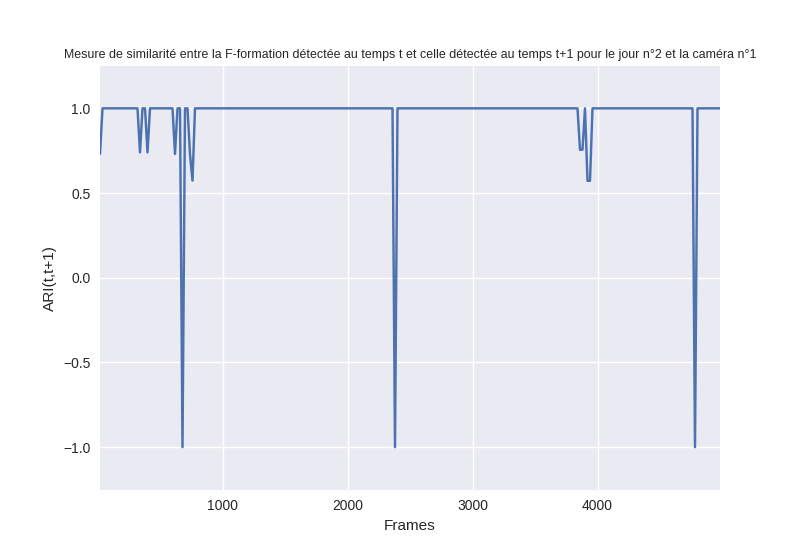 Mesure de similarité entre la F-formation détectée au temps t et celle détectée au temps t+1 pour le jour n°2 et la caméra n°1
1.0
0.5
0.0
−0.5
−1.0
ARI(t,t+1)
1000 2000 3000 4000
Frames